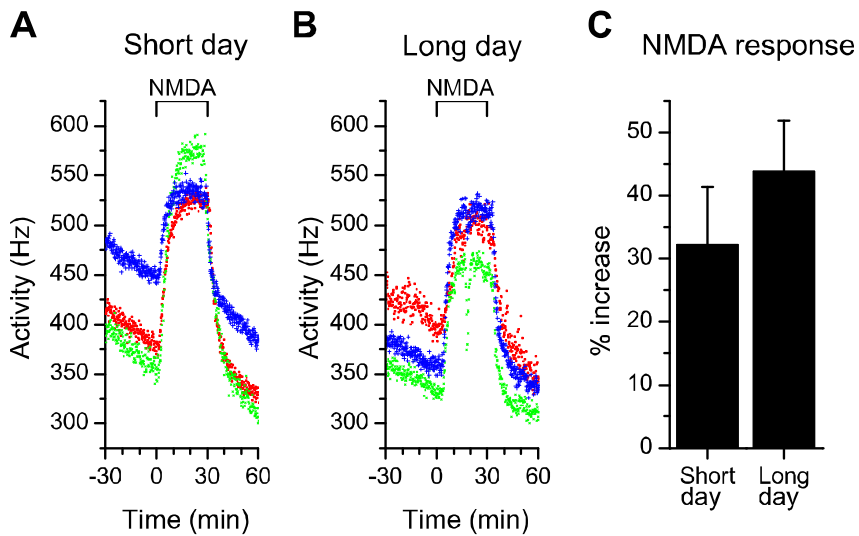 A
Short day
NMDA
600
550
500
450
400
350
300
Activity (Hz)
-30
0
30
60
Time (min)
B
Long day
NMDA
600
550
500
450
400
350
300
Activity (Hz)
-30
0
30
60
Time (min)
C
NMDA response
50
40
30
20
10
0
% increase
Short
day
Long
day